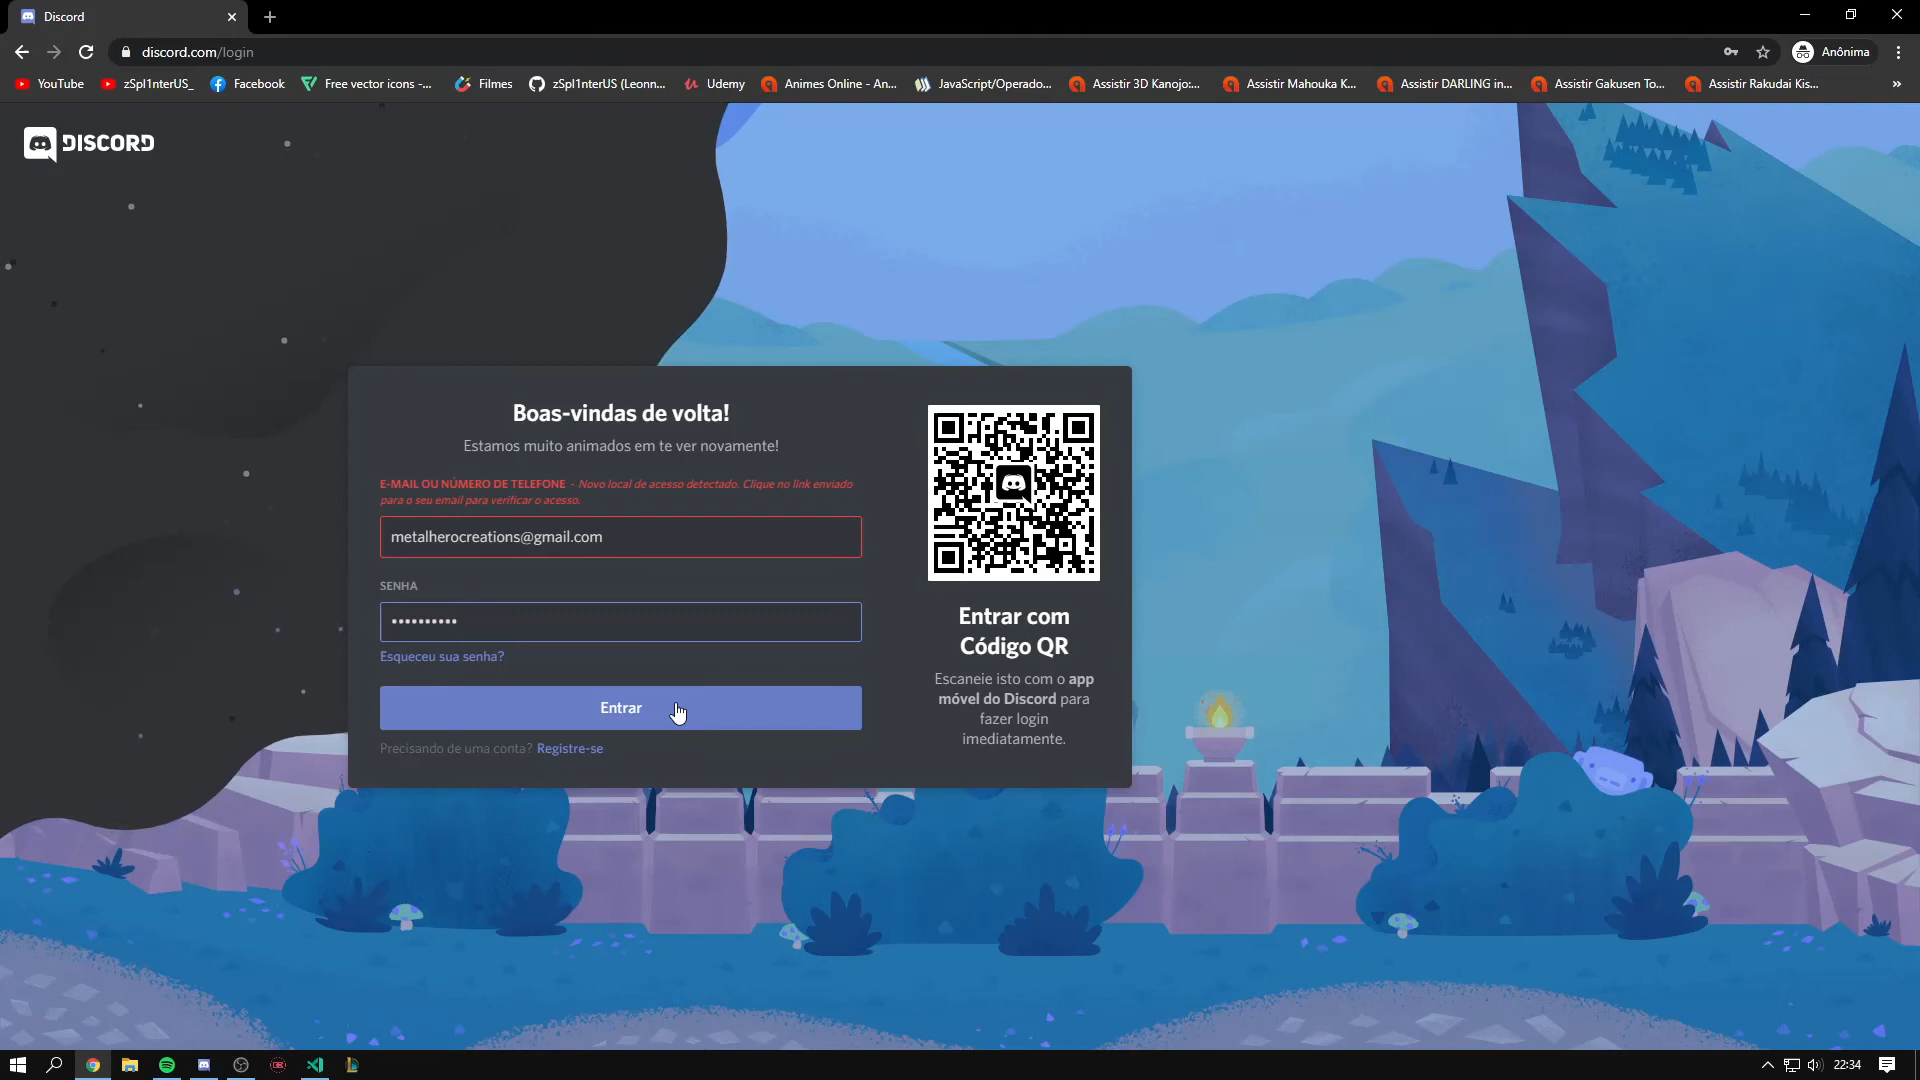 Discord
discord.com/login
Anônima
YouTube
zSpl1nterUS_
Facebook
Free vector icons -...
Filmes
zSpl1nterUS (Leonn...
Udemy
Animes Online - An...
JavaScript/Operado...
Assistir 3D Kanojo:...
Assistir Mahouka K...
Assistir DARLING in...
Assistir Gakusen To...
Assistir Rakudai Kis...
»
DISCORD
Boas-vindas de volta!
Estamos muito animados em te ver novamente!
E-MAIL OU NÚMERO DE TELEFONE - Novo local de acesso detectado. Clique no link enviado
para o seu email para verificar o acesso.
metalherocreations@gmail.com
SENHA
••••••••••
Esqueceu sua senha?
Entrar
Precisando de uma conta? Registre-se
Entrar com
Código QR
Escaneie isto com o app
móvel do Discord para
fazer login
imediatamente.
22:34